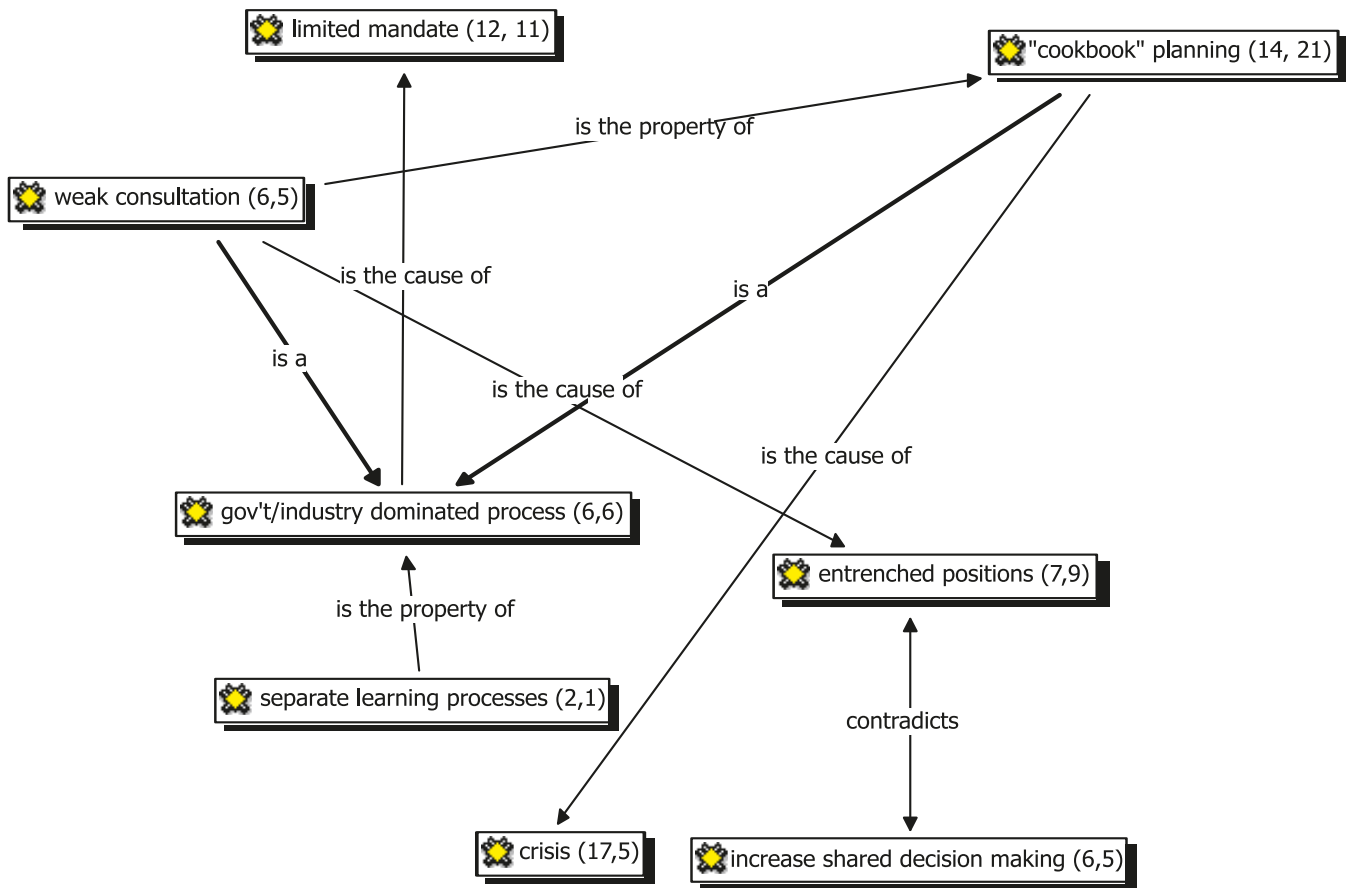 limited mandate (12, 11)
"cookbook" planning (14, 21)
is the property of
weak consultation (6,5)
is the cause of
is a
is a
is the cause of
is the cause of
gov't/industry dominated process (6,6)
entrenched positions (7,9)
is the property of
separate learning processes (2,1)
contradicts
crisis (17,5)
increase shared decision making (6,5)